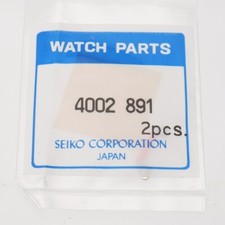 WATCH PARTS
4002 891
2pcs.
SEIKO CORPORATION
JAPAN